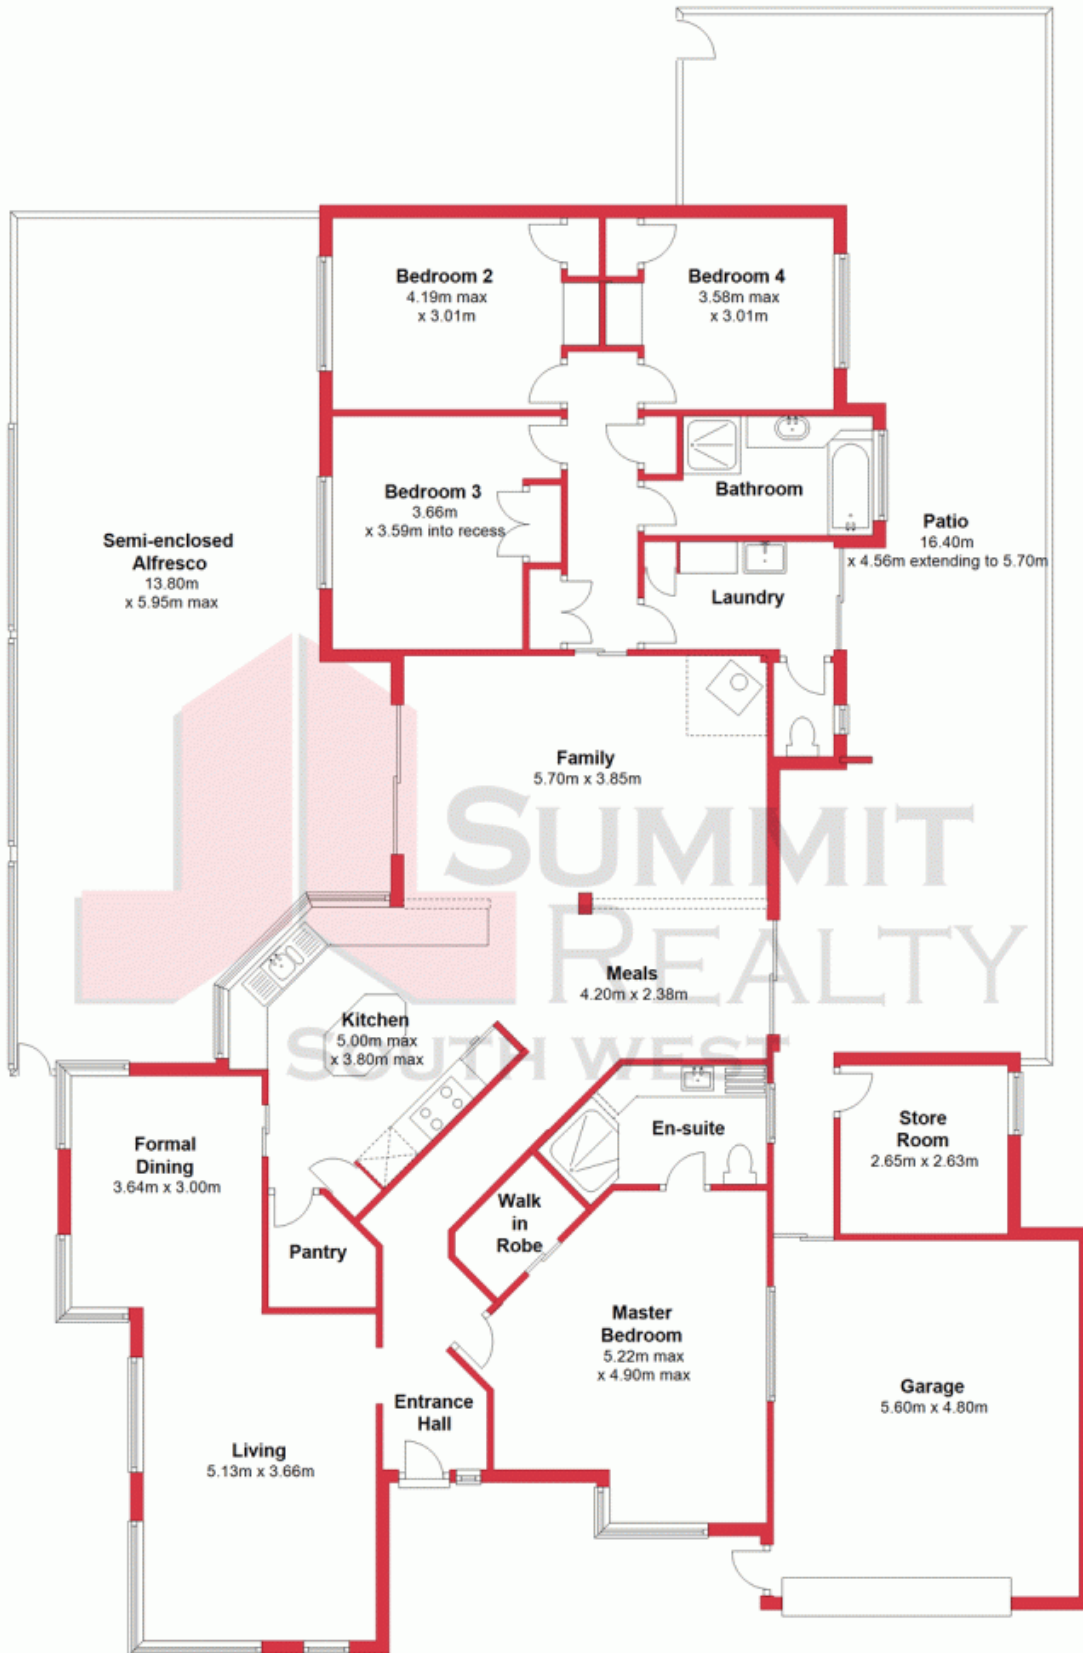 Bedroom 2
4.19m max
x 3.01m
Bedroom 4
3.58m max
x 3.01m
Bedroom 3
3.66m
x 3.59m into recess
Bathroom
Semi-enclosed
Alfresco
13.80m
x 5.95m max
Patio
16.40m
x 4.56m extending to 5.70m
Laundry
Family
5.70m x 3.85m
SUMMIT
REALTY
SOUTH WEST
Meals
4.20m x 2.38m
Kitchen
5.00m max
x 3.80m max
Formal
Dining
3.64m x 3.00m
En-suite
Store
Room
2.65m x 2.63m
Walk
in
Robe
Pantry
Master
Bedroom
5.22m max
x 4.90m max
Garage
5.60m x 4.80m
Entrance
Hall
Living
5.13m x 3.66m